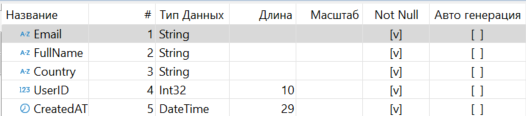 Название # Тип Данных Длина Масштаб Not Null Авто генерация
A-Z Email 1 String [v] [ ]
A-Z FullName 2 String [v] [ ]
A-Z Country 3 String [v] [ ]
123 UserID 4 Int32 10 [v] [ ]
CreatedAT 5 DateTime 29 [v] [ ]